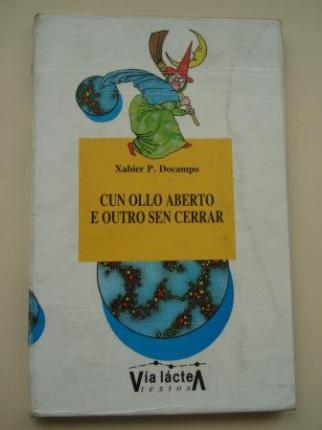 Xabier P. Docampo
CUN OLLO ABERTO
E OUTRO SEN CERRAR
Vía lácteA
textos